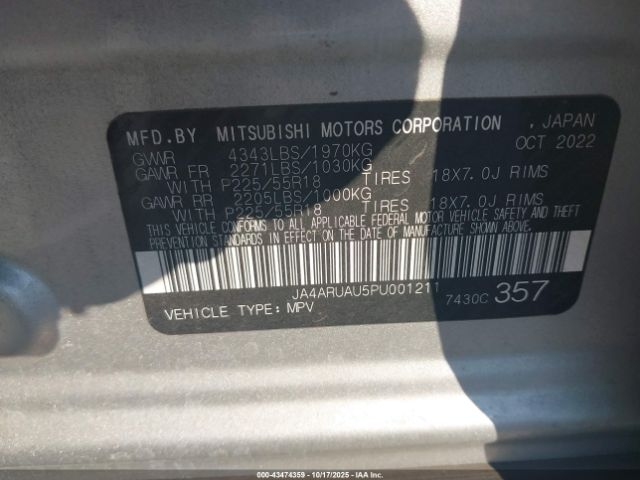 MFD.BY MITSUBISHI MOTORS CORPORATION , JAPAN
OCT 2022
GVWR 4343LBS/1970KG
GAWR FR 2271LBS/1030KG
WITH P225/55R18 TIRES 18X7.0J RIMS
GAWR RR 2205LBS/1000KG
WITH P225/55R18 TIRES 18X7.0J RIMS
THIS VEHICLE CONFORMS TO ALL APPLICABLE FEDERAL MOTOR VEHICLE SAFETY AND THEFT
PREVENTION STANDARDS IN EFFECT ON THE DATE OF MANUFACTURE SHOWN ABOVE.
JA4ARUAU5PU001211
VEHICLE TYPE: MPV 7430C 357
000-43474359 - 10/17/2025 - Copyright © 2025 IAA, Inc.